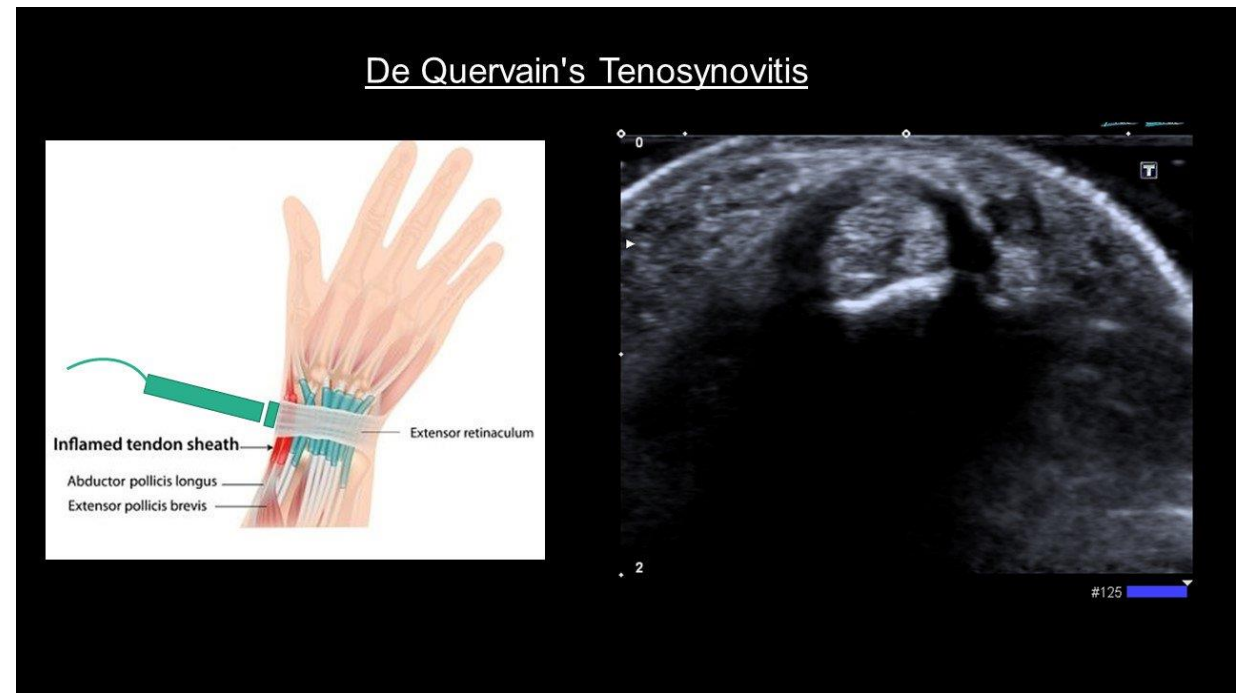 De Quervain's Tenosynovitis
Inflamed tendon sheath
Abductor pollicis longus
Extensor pollicis brevis
Extensor retinaculum
0
T
2
#125